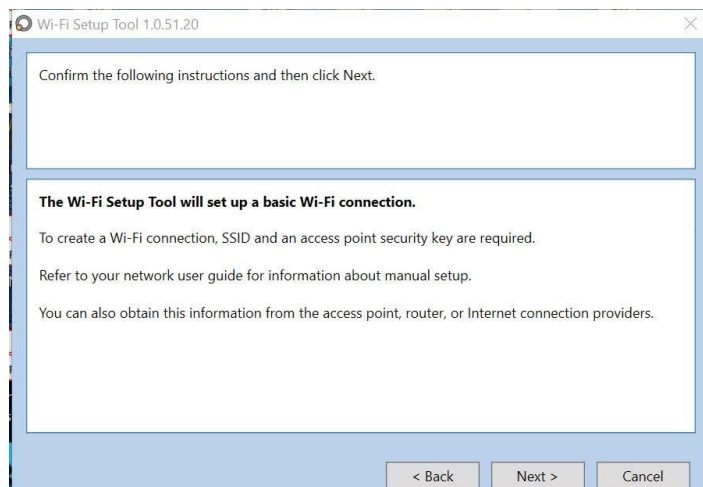 Wi-Fi Setup Tool 1.0.51.20
Confirm the following instructions and then click Next.
The Wi-Fi Setup Tool will set up a basic Wi-Fi connection.
To create a Wi-Fi connection, SSID and an access point security key are required.
Refer to your network user guide for information about manual setup.
You can also obtain this information from the access point, router, or Internet connection providers.
< Back Next > Cancel